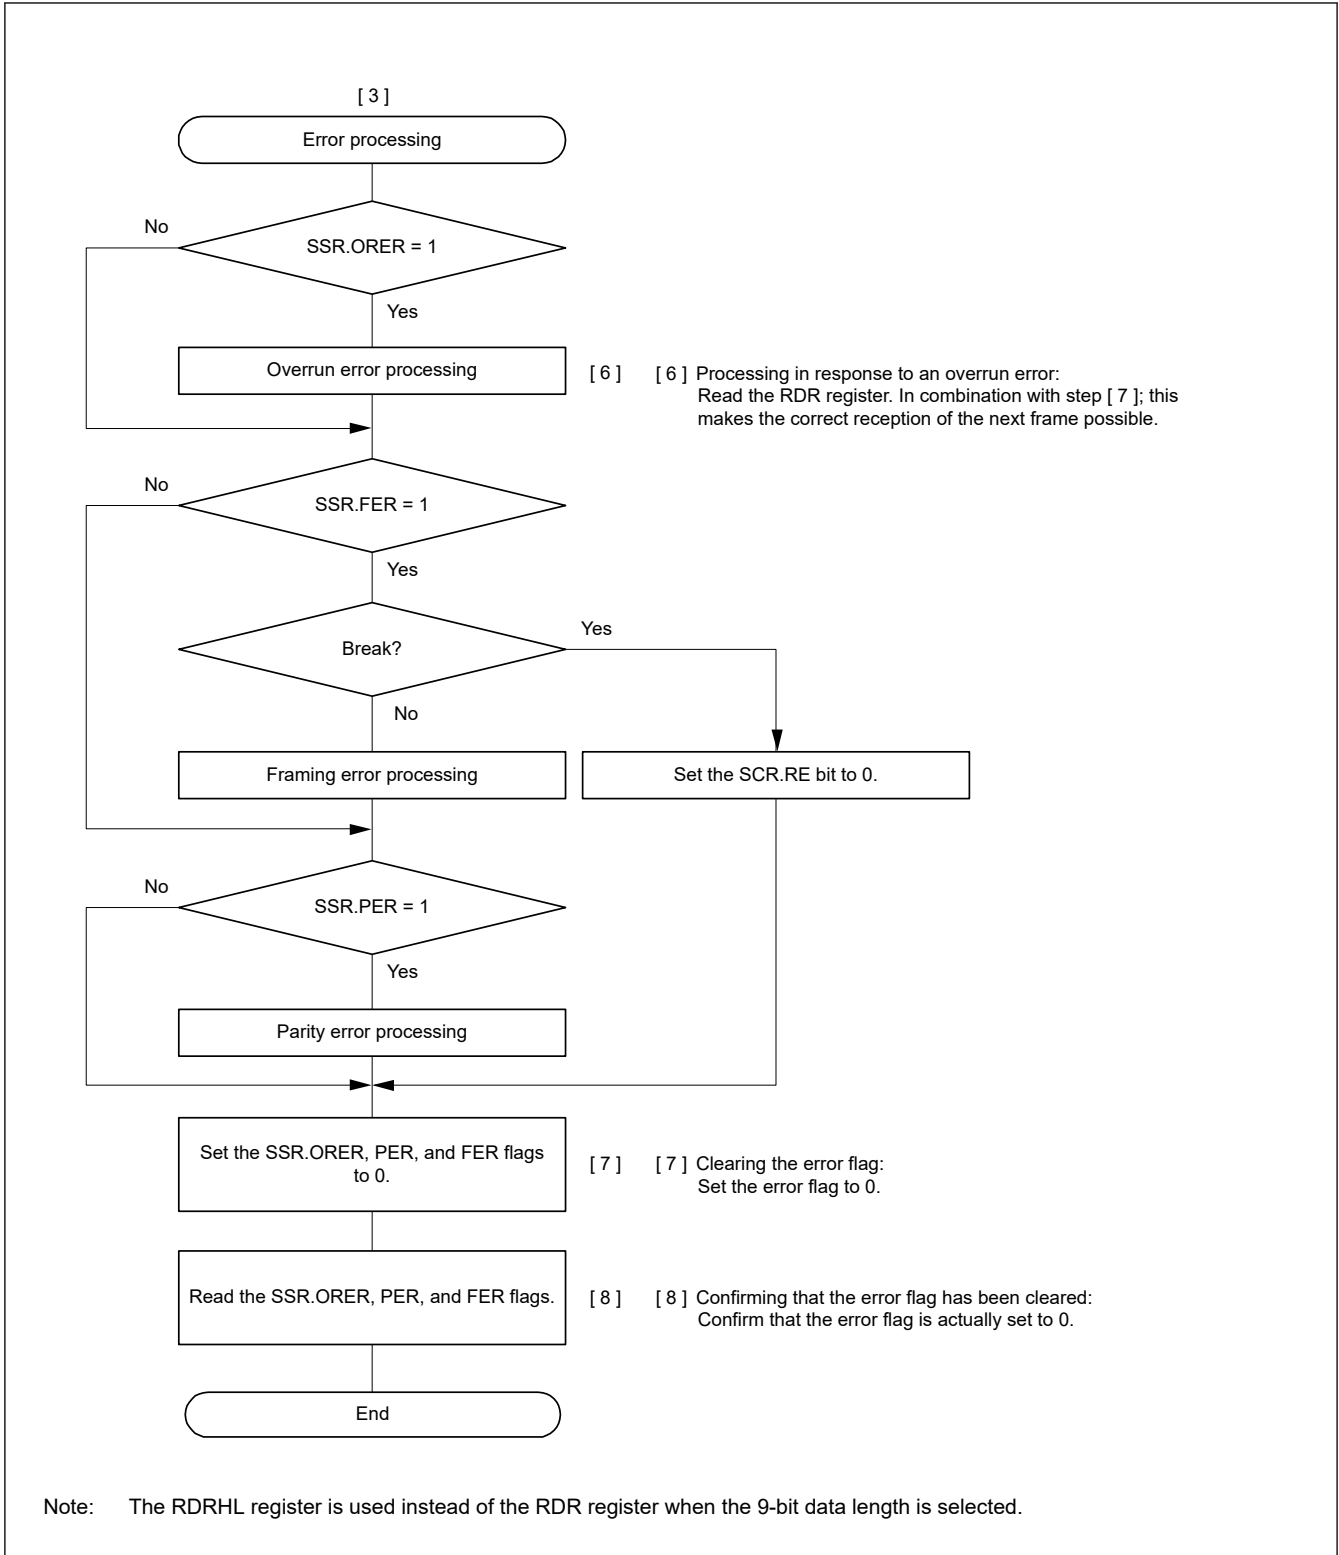 [ 3 ]
Error processing
No
SSR.ORER = 1
Yes
Overrun error processing
[ 6 ]
[ 6 ] Processing in response to an overrun error:
Read the RDR register. In combination with step [ 7 ]; this
makes the correct reception of the next frame possible.
No
SSR.FER = 1
Yes
Break?
Yes
No
Framing error processing
Set the SCR.RE bit to 0.
No
SSR.PER = 1
Yes
Parity error processing
Set the SSR.ORER, PER, and FER flags
to 0.
[ 7 ]
[ 7 ] Clearing the error flag:
Set the error flag to 0.
Read the SSR.ORER, PER, and FER flags.
[ 8 ]
[ 8 ] Confirming that the error flag has been cleared:
Confirm that the error flag is actually set to 0.
End
Note: The RDRHL register is used instead of the RDR register when the 9-bit data length is selected.